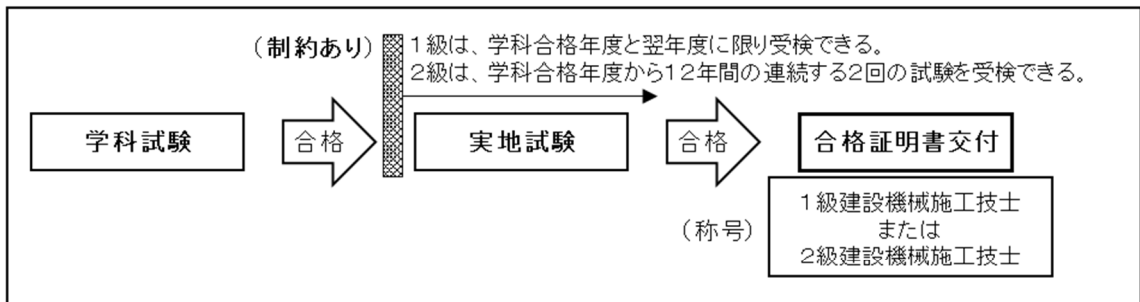 (制約あり)
1級は、学科合格年度と翌年度に限り受検できる。
2級は、学科合格年度から12年間の連続する2回の試験を受検できる。
学科試験
合格
実地試験
合格
合格証明書交付
(称号)
1級建設機械施工技士
または
2級建設機械施工技士